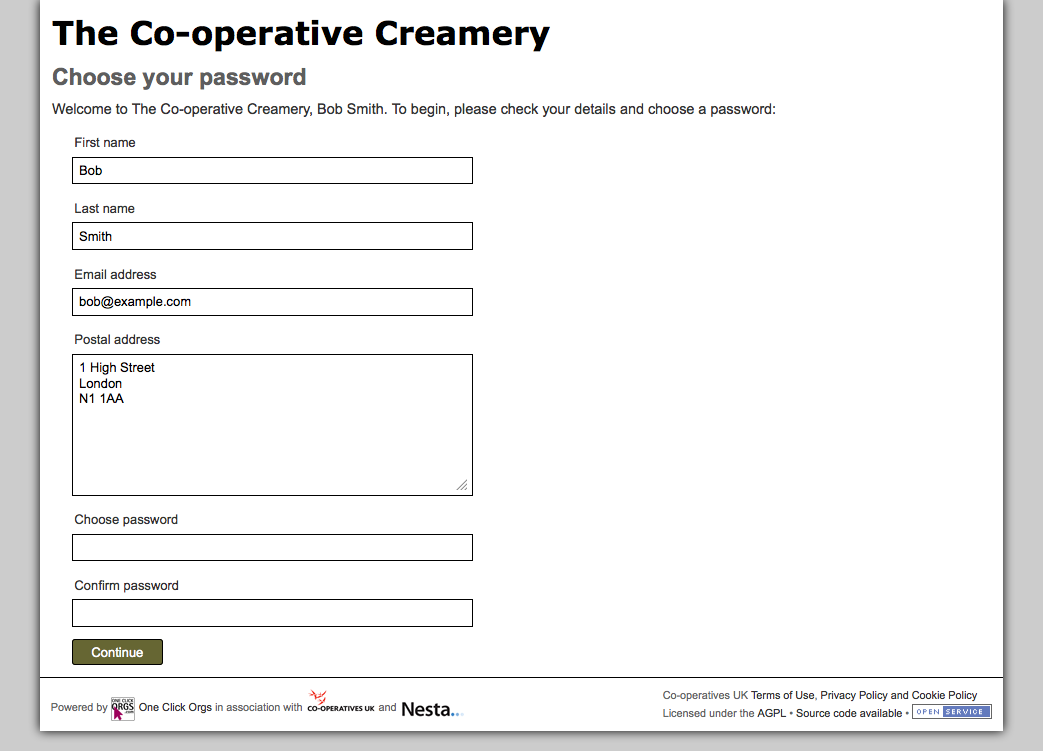 The Co-operative Creamery
Choose your password
Welcome to The Co-operative Creamery, Bob Smith. To begin, please check your details and choose a password:
First name
Bob
Last name
Smith
Email address
bob@example.com
Postal address
1 High Street
London
N1 1AA
Choose password
Confirm password
Continue
Powered by ONE CLICK ORGS .com One Click Orgs in association with CO-OPERATIVES UK and Nesta...
Co-operatives UK Terms of Use, Privacy Policy and Cookie Policy
Licensed under the AGPL • Source code available • OPEN SERVICE